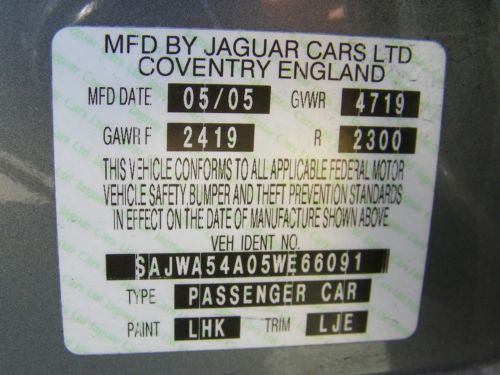 MFD BY JAGUAR CARS LTD
COVENTRY ENGLAND
MFD DATE 05/05 GVWR 4719
GAWR F 2419 R 2300
THIS VEHICLE CONFORMS TO ALL APPLICABLE FEDERAL MOTOR
VEHICLE SAFETY, BUMPER AND THEFT PREVENTION STANDARDS
IN EFFECT ON THE DATE OF MANUFACTURE SHOWN ABOVE.
VEH IDENT NO.
SAJWA54A05WE66091
TYPE PASSENGER CAR
PAINT LHK TRIM LJE